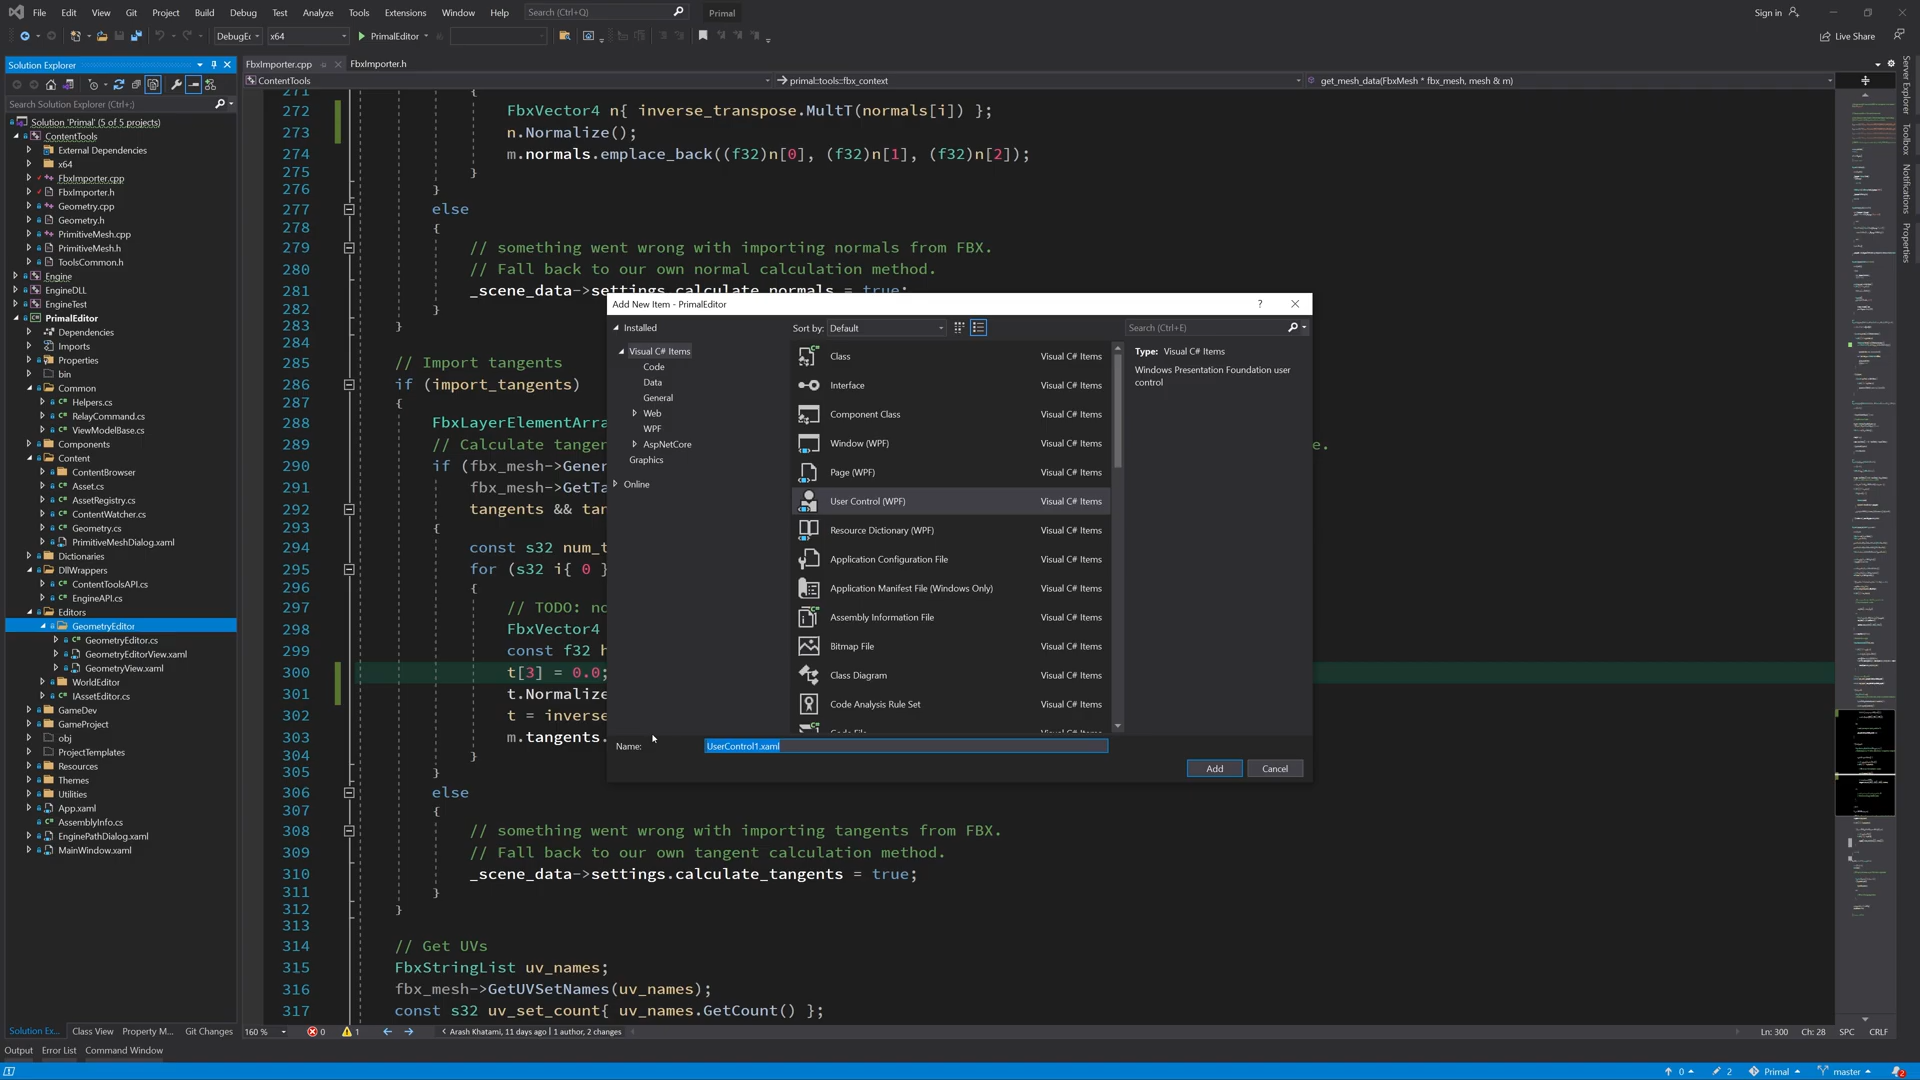 File Edit View Git Project Build Debug Test Analyze Tools Extensions Window Help Search (Ctrl+Q) Primal Sign in
x64 PrimalEditor Live Share
Solution Explorer
Search Solution Explorer (Ctrl+;)
Solution 'Primal' (5 of 5 projects)
ContentTools
External Dependencies
x64
FbxImporter.cpp
FbxImporter.h
Geometry.cpp
Geometry.h
PrimitiveMesh.cpp
PrimitiveMesh.h
ToolsCommon.h
Engine
EngineDLL
EngineTest
PrimalEditor
Dependencies
Imports
Properties
bin
Common
Helpers.cs
RelayCommand.cs
ViewModelBase.cs
Components
Content
ContentBrowser
Asset.cs
AssetRegistry.cs
ContentWatcher.cs
Geometry.cs
PrimitiveMeshDialog.xaml
Dictionaries
DllWrappers
ContentToolsAPI.cs
EngineAPI.cs
Editors
GeometryEditor
GeometryEditor.cs
GeometryEditorView.xaml
GeometryView.xaml
WorldEditor
IAssetEditor.cs
GameDev
GameProject
obj
ProjectTemplates
Resources
Themes
Utilities
App.xaml
AssemblyInfo.cs
EnginePathDialog.xaml
MainWindow.xaml
Solution Ex... Class View Property M... Git Changes
FbxImporter.cpp FbxImporter.h
ContentTools primal::tools::fbx_context get_mesh_data(FbxMesh * fbx_mesh, mesh & m)
271 {
272 FbxVector4 n{ inverse_transpose.MultT(normals[i]) };
273 n.Normalize();
274 m.normals.emplace_back((f32)n[0], (f32)n[1], (f32)n[2]);
275 }
276 }
277 else
278 {
279 // something went wrong with importing normals from FBX.
280 // Fall back to our own normal calculation method.
281 _scene_data->settings.calculate_normals = true;
282 }
283 }
284
285 // Import tangents
286 if (import_tangents)
287 {
288 FbxLayerElementArra
289 // Calculate tanger e.
290 if (fbx_mesh->Gener
291 fbx_mesh->GetTa
292 tangents && tan
293 {
294 const s32 num_t
295 for (s32 i{ 0 }
296 {
297 // TODO: no
298 FbxVector4
299 const f32 h
300 t[3] = 0.0;
301 t.Normalize
302 t = inverse
303 m.tangents.
304 }
305 }
306 else
307 {
308 // something went wrong with importing tangents from FBX.
309 // Fall back to our own tangent calculation method.
310 _scene_data->settings.calculate_tangents = true;
311 }
312 }
313
314 // Get UVs
315 FbxStringList uv_names;
316 fbx_mesh->GetUVSetNames(uv_names);
317 const s32 uv_set_count{ uv_names.GetCount() };
Add New Item - PrimalEditor ?
Installed
Visual C# Items
Code
Data
General
Web
WPF
AspNetCore
Graphics
Online
Sort by: Default
Search (Ctrl+E)
Class Visual C# Items
Interface Visual C# Items
Component Class Visual C# Items
Window (WPF) Visual C# Items
Page (WPF) Visual C# Items
User Control (WPF) Visual C# Items
Resource Dictionary (WPF) Visual C# Items
Application Configuration File Visual C# Items
Application Manifest File (Windows Only) Visual C# Items
Assembly Information File Visual C# Items
Bitmap File Visual C# Items
Class Diagram Visual C# Items
Code Analysis Rule Set Visual C# Items
Code File Visual C# Items
Type: Visual C# Items
Windows Presentation Foundation user
control
Name: UserControl1.xaml
Add Cancel
Server Explorer
Toolbox
Notifications
Properties
160 % 0 1 Arash Khatami, 11 days ago | 1 author, 2 changes Ln: 300 Ch: 28 SPC CRLF
Output Error List Command Window
0 2 Primal master 2